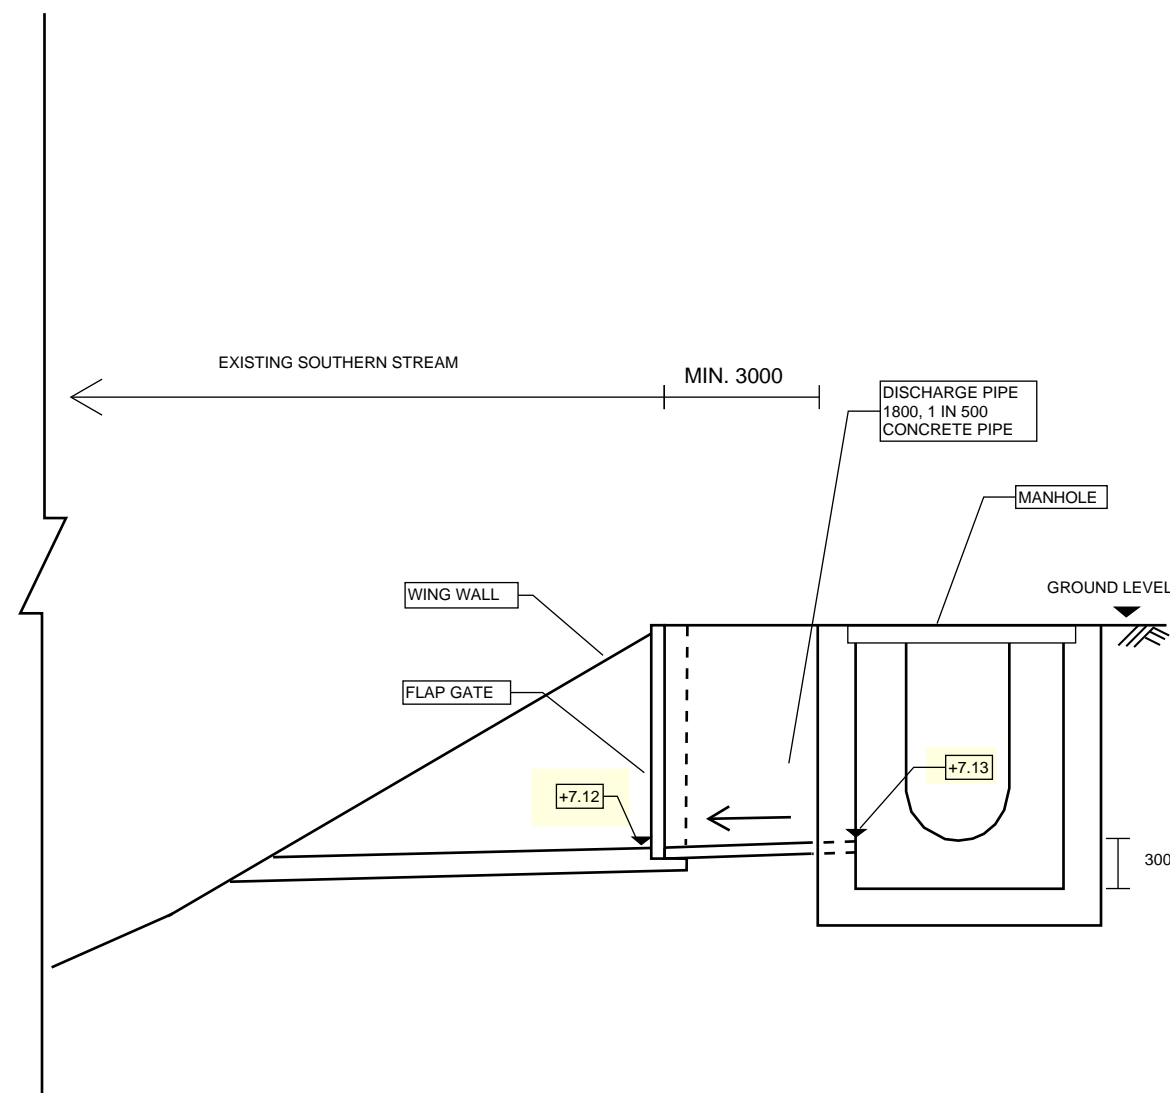 EXISTING SOUTHERN STREAM
MIN. 3000
DISCHARGE PIPE
1800, 1 IN 500
CONCRETE PIPE
MANHOLE
GROUND LEVEL
WING WALL
FLAP GATE
+7.12
+7.13
300